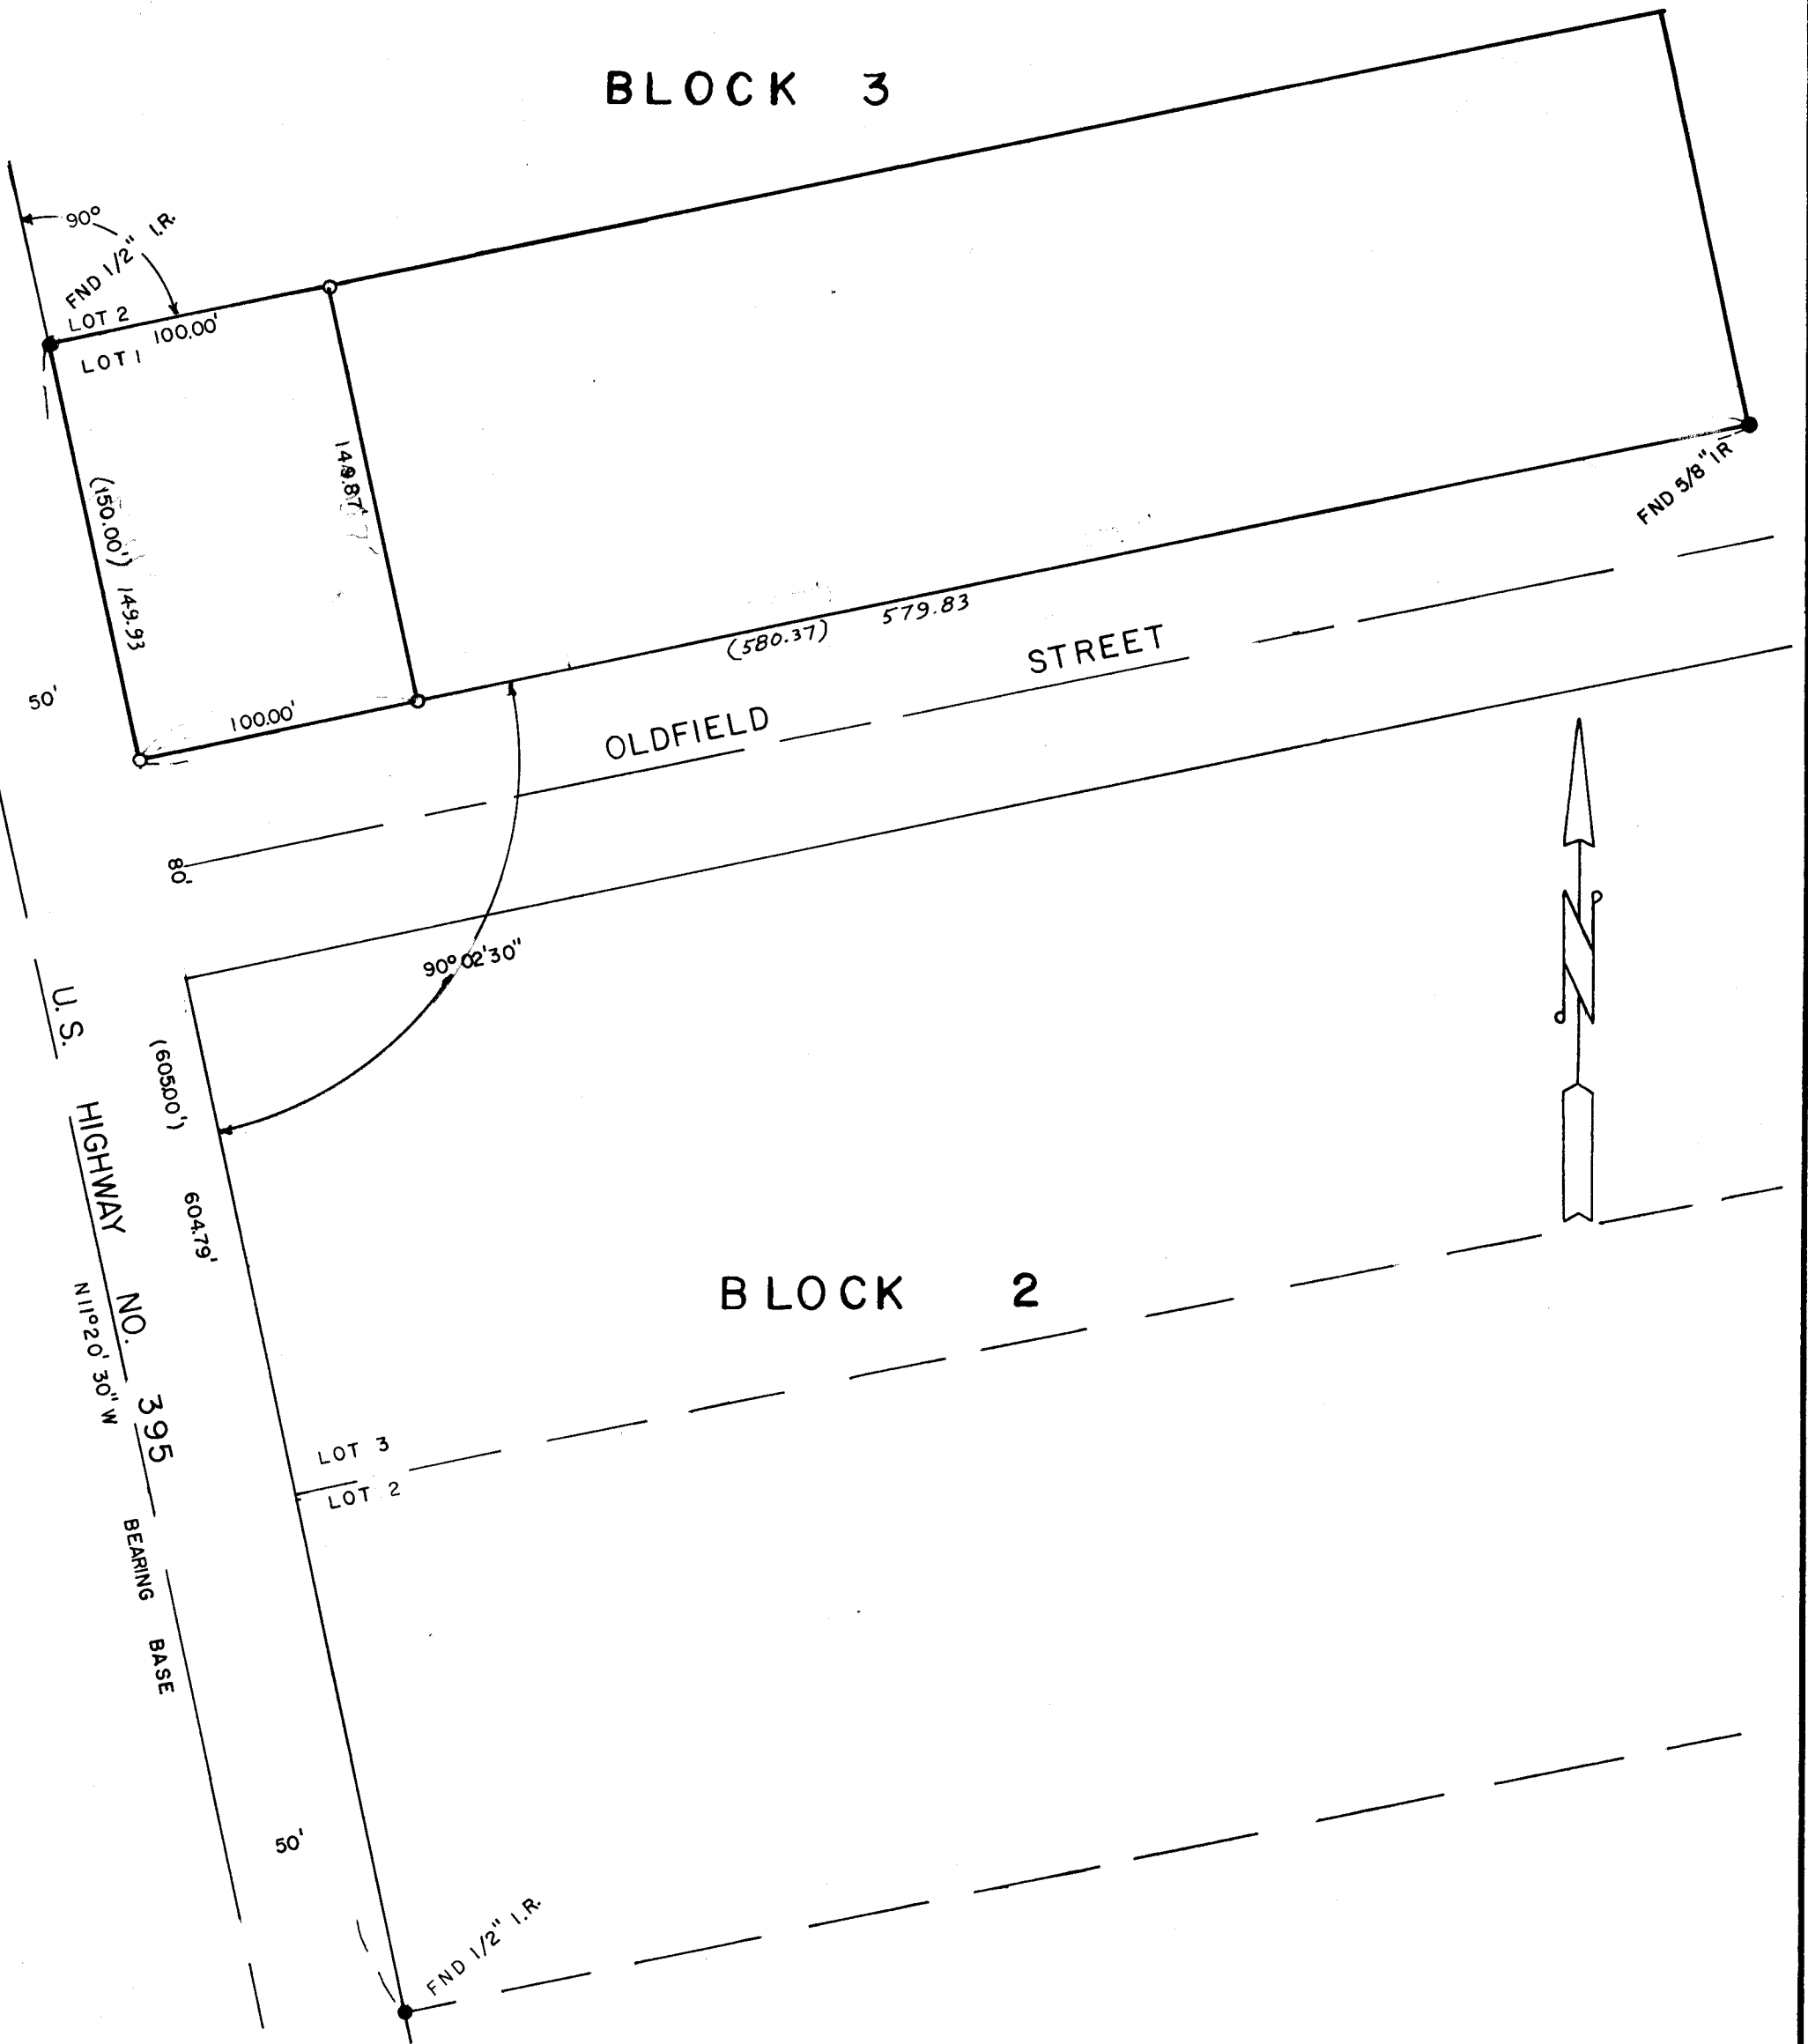 BLOCK 3
90°
FND 1/2" I.R.
LOT 2
100.00'
LOT 1
(150.00') 149.93
149.87'
FND 5/8" IR
(580.37) 579.83
50'
100.00'
OLDFIELD STREET
80'
90° 02' 30"
U.S. HIGHWAY NO. 395
(605.00') 604.79'
N
N 11° 20' 30" W
BEARING BASE
BLOCK 2
LOT 3
LOT 2
50'
FND 1/2" I.R.